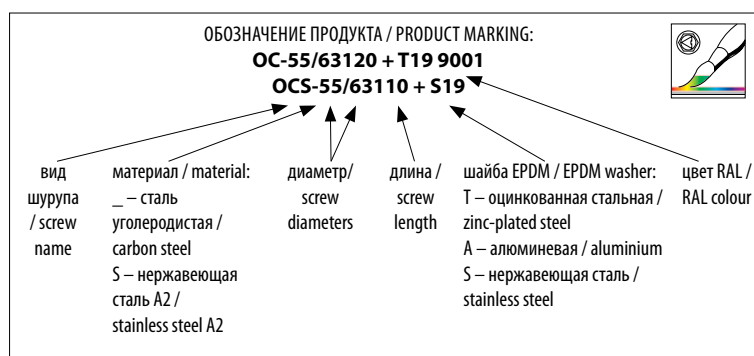 ОБОЗНАЧЕНИЕ ПРОДУКТА / PRODUCT MARKING:
OC-55/63120 + T19 9001
OCS-55/63110 + S19
вид
шурупа
/ screw
name
материал / material:
_ – сталь
углеродистая /
carbon steel
S – нержавеющая
сталь A2 /
stainless steel A2
диаметр/
screw
diameters
длина /
screw
length
шайба EPDM / EPDM washer:
T – оцинкованная стальная /
zinc-plated steel
A – алюминевая / aluminium
S – нержавеющая сталь /
stainless steel
цвет RAL /
RAL colour